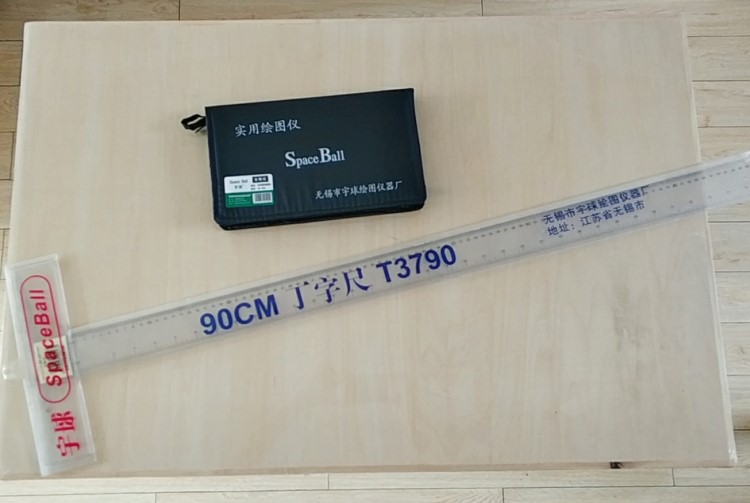 实用绘图仪
Space Ball
无锡市宇球绘图仪器厂
90CM 丁字尺 T3790
无锡市宇球绘图仪器厂
地址：江苏省无锡市
宇球 SpaceBall